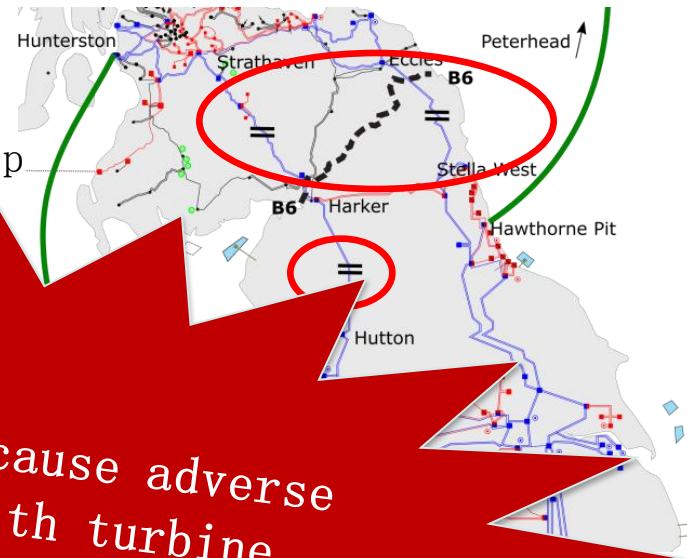 Hunterston
Peterhead
Strathaven
Eccles
B6
p
Stella West
B6
Harker
Hawthorne Pit
Hutton
cause adverse
th turbine